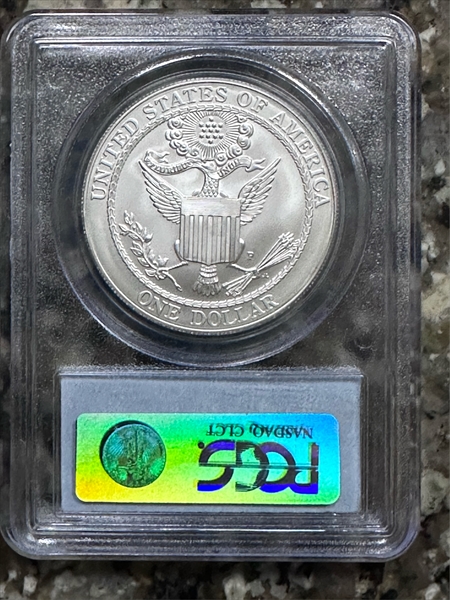 UNITED STATES OF AMERICA
P
ONE DOLLAR
NASDAQ, CLCT
PCGS